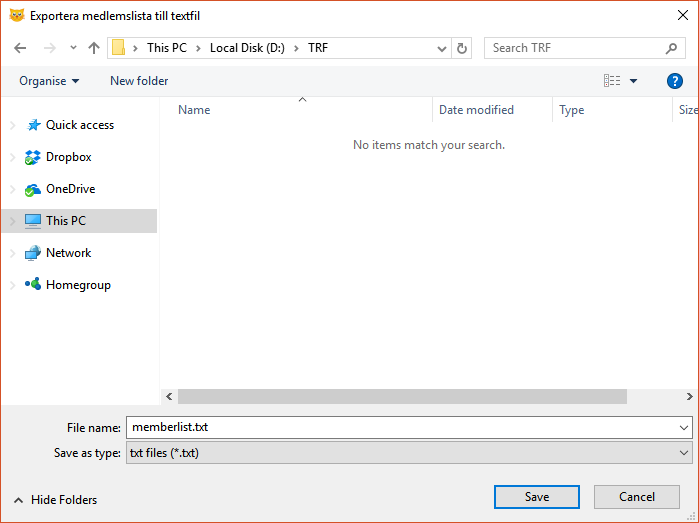 Exportera medlemslista till textfil
This PC Local Disk (D:) TRF Search TRF
Organise New folder ?
Name Date modified Type Size
No items match your search.
Quick access
Dropbox
OneDrive
This PC
Network
Homegroup
File name: memberlist.txt
Save as type: txt files (*.txt)
Hide Folders Save Cancel